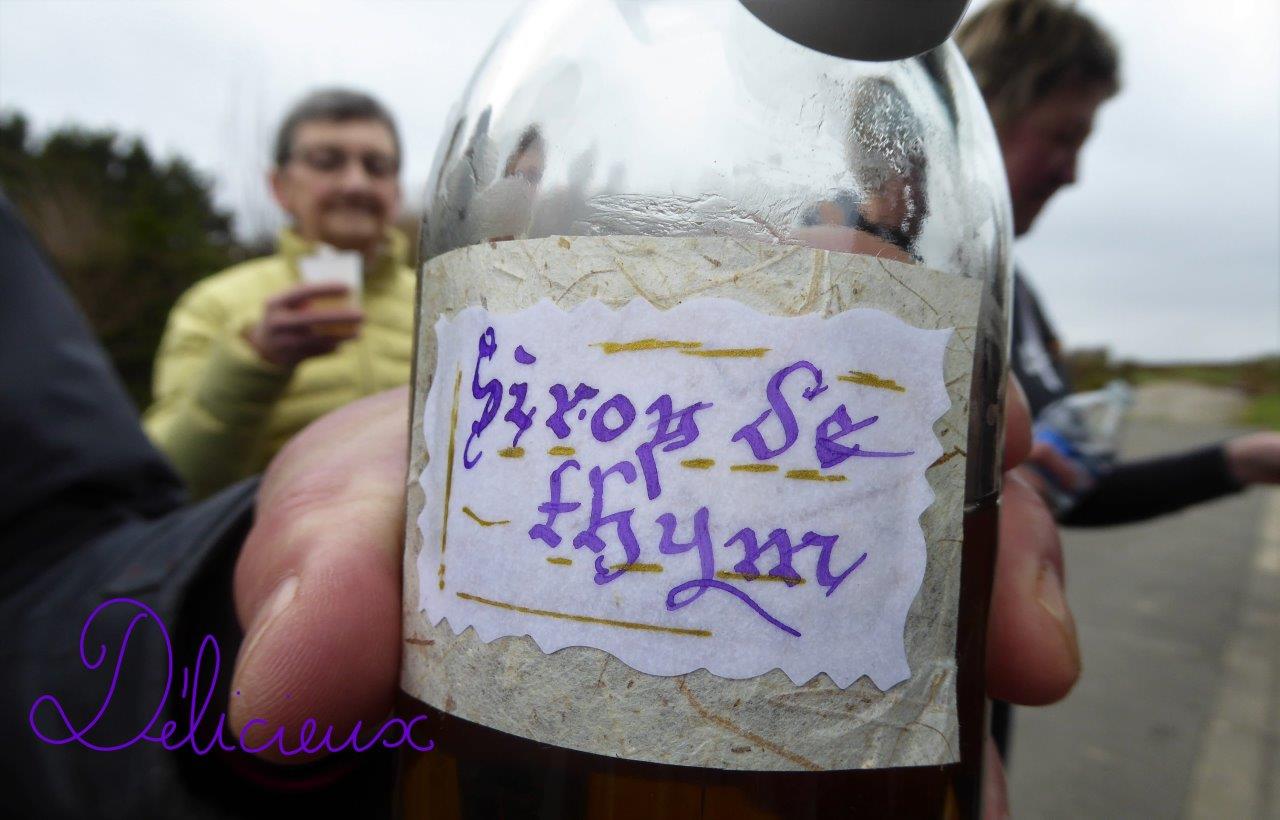 Sirop de
thym
Délicieux